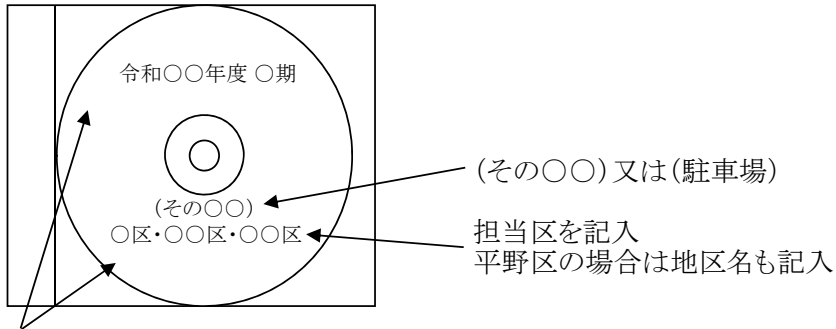 令和○○年度 ○期
(その○○)
○区・○○区・○○区
(その○○)又は(駐車場)
担当区を記入
平野区の場合は地区名も記入